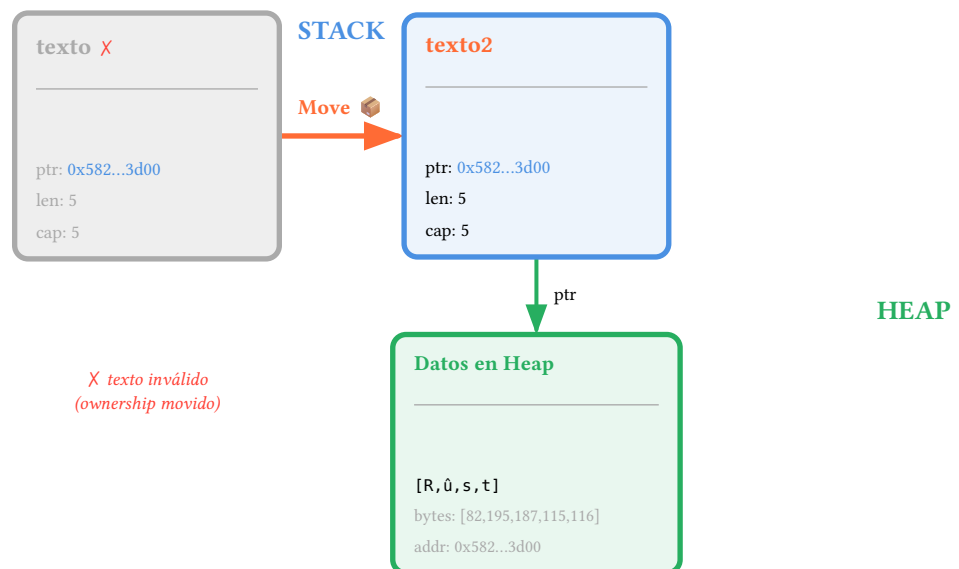 STACK
texto ✗
ptr: 0x582...3d00
len: 5
cap: 5
Move 📦
texto2
ptr: 0x582...3d00
len: 5
cap: 5
ptr
HEAP
✗ texto inválido
(ownership movido)
Datos en Heap
[R,û,s,t]
bytes: [82,195,187,115,116]
addr: 0x582...3d00